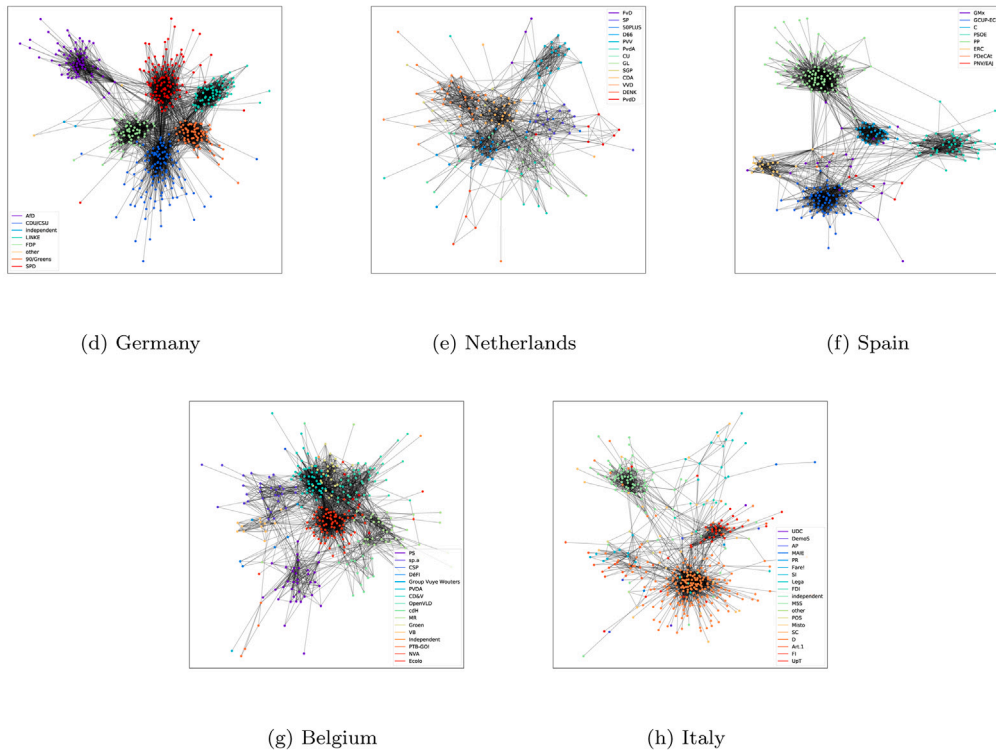 FvD
SP
50PLUS
D66
PVV
PvdA
CU
GL
SGP
CDA
VVD
DENK
PvdD
GMx
GCUP-EC
C
PSOE
PP
ERC
PDeCAt
PNV/EAJ
AfD
CDU/CSU
independent
LINKE
FDP
other
90/Greens
SPD
(d) Germany
(e) Netherlands
(f) Spain
PS
sp.a
CSP
DéFI
Group Vuye Wouters
PVDA
CD&V
OpenVLD
cdH
MR
Groen
VB
Independent
PTB-GO!
NVA
Ecolo
UDC
DemoS
AP
MAIE
PR
Fare!
SI
Lega
FDI
independent
M5S
other
POS
Misto
SC
D
Art.1
FI
UpT
(g) Belgium
(h) Italy